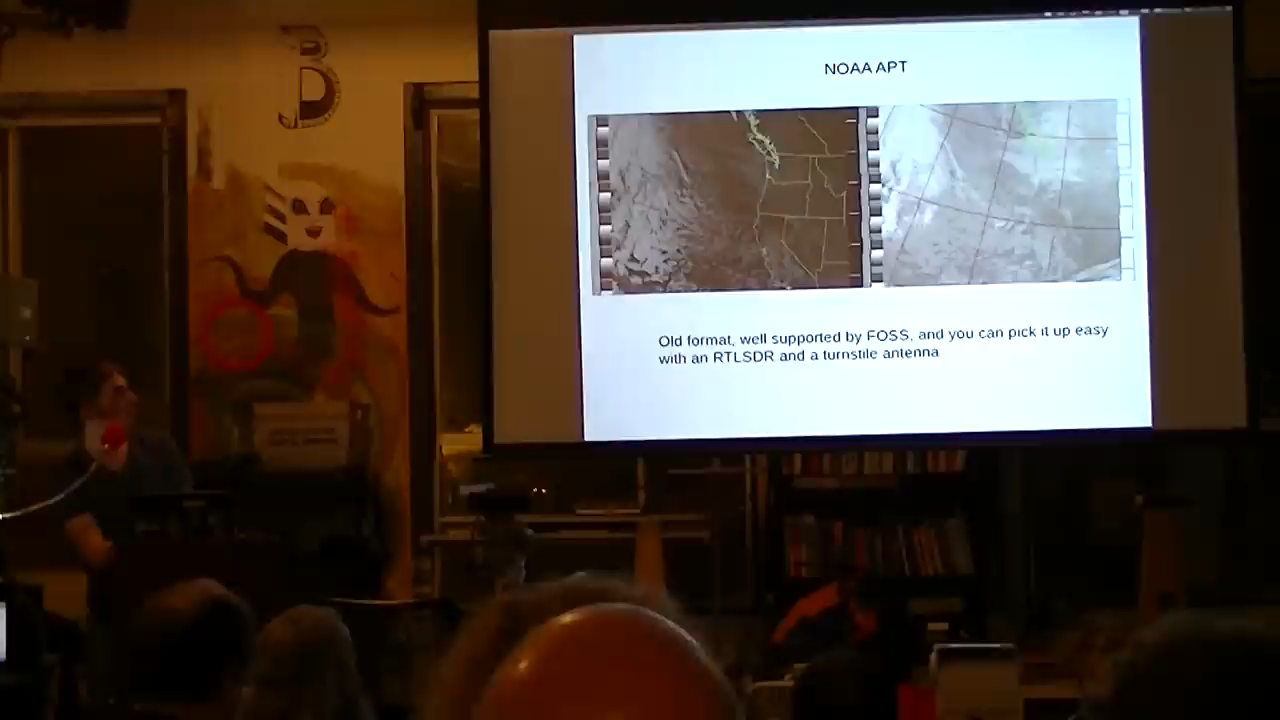 NOAA APT
Old format, well supported by FOSS, and you can pick it up easy
with an RTLSDR and a turnstile antenna